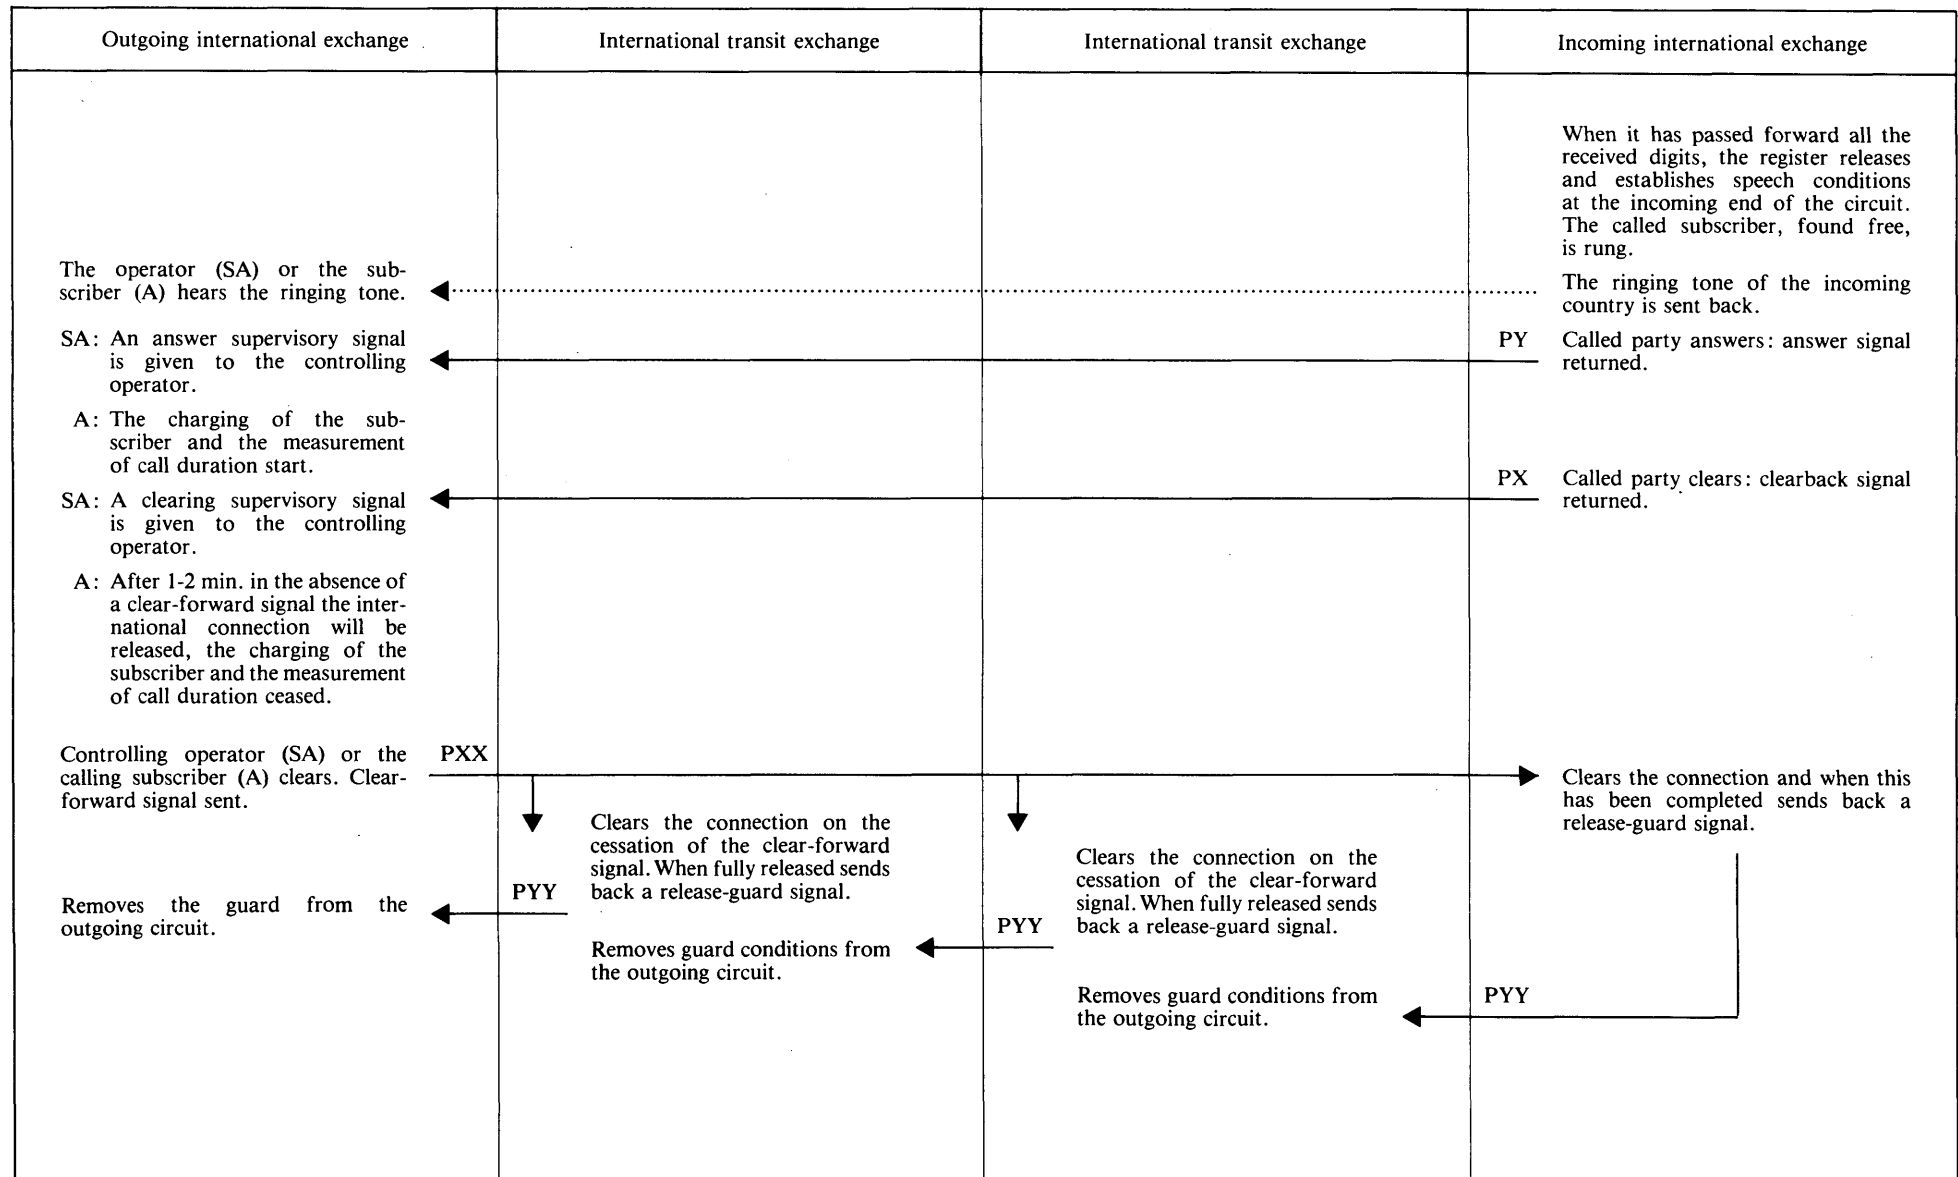 Outgoing international exchange
International transit exchange
International transit exchange
Incoming international exchange
When it has passed forward all the
received digits, the register releases
and establishes speech conditions
at the incoming end of the circuit.
The called subscriber, found free,
is rung.
The operator (SA) or the sub-
scriber (A) hears the ringing tone.
The ringing tone of the incoming
country is sent back.
SA: An answer supervisory signal
is given to the controlling
operator.
PY
Called party answers: answer signal
returned.
A: The charging of the sub-
scriber and the measurement
of call duration start.
PX
Called party clears: clearback signal
returned.
SA: A clearing supervisory signal
is given to the controlling
operator.
A: After 1-2 min. in the absence of
a clear-forward signal the inter-
national connection will be
released, the charging of the
subscriber and the measurement
of call duration ceased.
Controlling operator (SA) or the
calling subscriber (A) clears. Clear-
forward signal sent.
PXX
Clears the connection and when this
has been completed sends back a
release-guard signal.
Clears the connection on the
cessation of the clear-forward
signal. When fully released sends
back a release-guard signal.
Clears the connection on the
cessation of the clear-forward
signal. When fully released sends
back a release-guard signal.
PYY
Removes the guard from the
outgoing circuit.
PYY
Removes guard conditions from
the outgoing circuit.
PYY
Removes guard conditions from
the outgoing circuit.